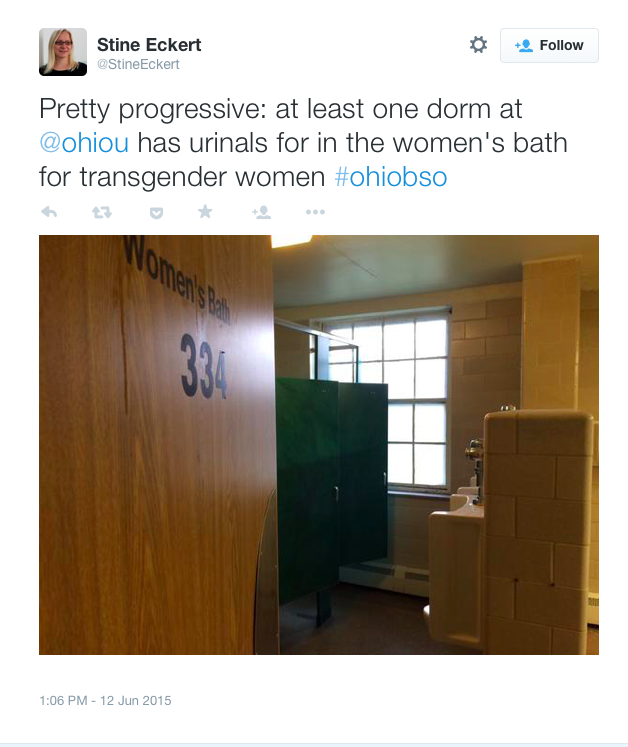 Stine Eckert
@StineEckert
Follow
Pretty progressive: at least one dorm at
@ohiou has urinals for in the women's bath
for transgender women #ohiobso
Women's Bath
334
1:06 PM - 12 Jun 2015